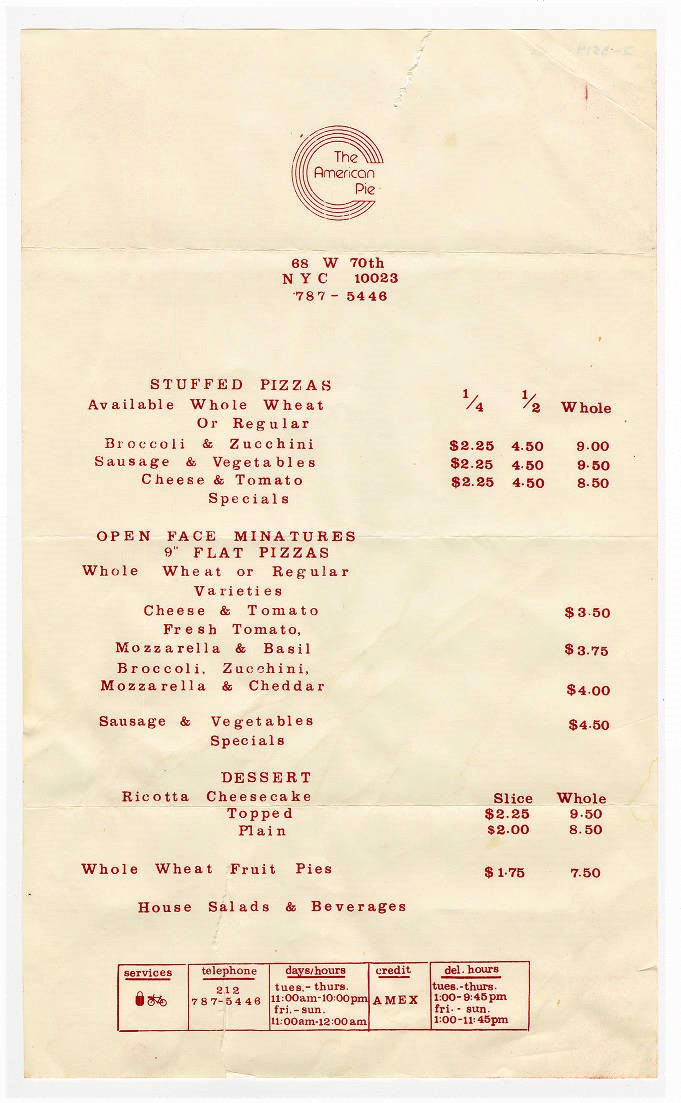 The
American
Pie
68 W 70th
NYC 10023
787-5446
STUFFED PIZZAS
Available Whole Wheat
Or Regular
1/4 1/2 Whole
Broccoli & Zucchini $2.25 4.50 9.00
Sausage & Vegetables $2.25 4.50 9.50
Cheese & Tomato $2.25 4.50 8.50
Specials
OPEN FACE MINATURES
9" FLAT PIZZAS
Whole Wheat or Regular
Varieties
Cheese & Tomato $3.50
Fresh Tomato,
Mozzarella & Basil $3.75
Broccoli, Zucchini,
Mozzarella & Cheddar $4.00
Sausage & Vegetables $4.50
Specials
DESSERT
Ricotta Cheesecake Slice Whole
Topped $2.25 9.50
Plain $2.00 8.50
Whole Wheat Fruit Pies $1.75 7.50
House Salads & Beverages
services
telephone
212
787-5446
days/hours
tues.-thurs.
11:00am-10:00pm
fri.-sun.
11:00am-12:00am
credit
AMEX
del. hours
tues.-thurs.
1:00-9:45pm
fri. - sun.
1:00-11:45pm